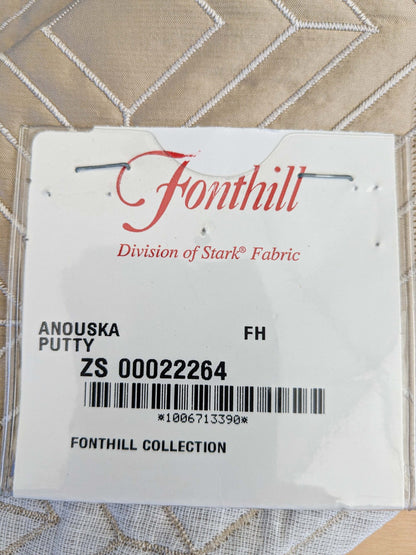 Fonthill
Division of Stark® Fabric
ANOUSKA FH
PUTTY
ZS 00022264
*1006713390*
FONTHILL COLLECTION